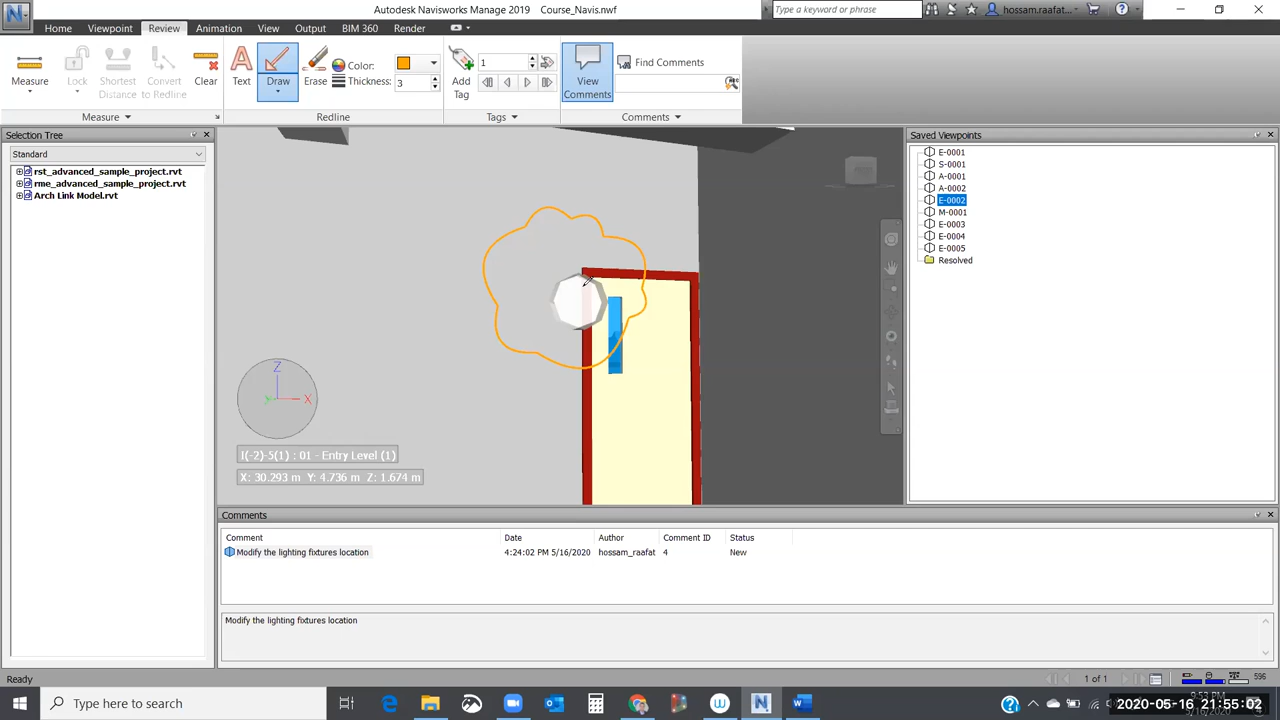 Autodesk Navisworks Manage 2019 Course_Navis.nwf
Type a keyword or phrase
hossam.raafat...
Home Viewpoint Review Animation View Output BIM 360 Render
Measure
Lock
Shortest Distance
Convert to Redline
Clear
Measure
Text
Draw
Erase
Color:
Thickness: 3
Redline
Add Tag
1
Tags
View Comments
Find Comments
Comments
Selection Tree
Standard
rst_advanced_sample_project.rvt
rme_advanced_sample_project.rvt
Arch Link Model.rvt
Z
Y X
I(-2)-5(1) : 01 - Entry Level (1)
X: 30.293 m Y: 4.736 m Z: 1.674 m
Saved Viewpoints
E-0001
S-0001
A-0001
A-0002
E-0002
M-0001
E-0003
E-0004
E-0005
Resolved
Comments
Comment Date Author Comment ID Status
Modify the lighting fixtures location 4:24:02 PM 5/16/2020 hossam_raafat 4 New
Modify the lighting fixtures location
Ready
1 of 1
596
Type here to search
9:53 PM
2020-05-16 21:55:02